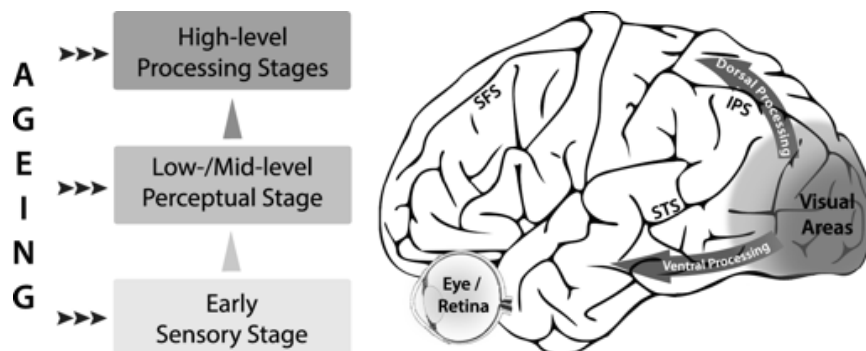 AGEING
High-level
Processing Stages
Low-/Mid-level
Perceptual Stage
Early
Sensory Stage
SFS
Dorsal Processing
IPS
STS
Visual
Areas
Ventral Processing
Eye /
Retina